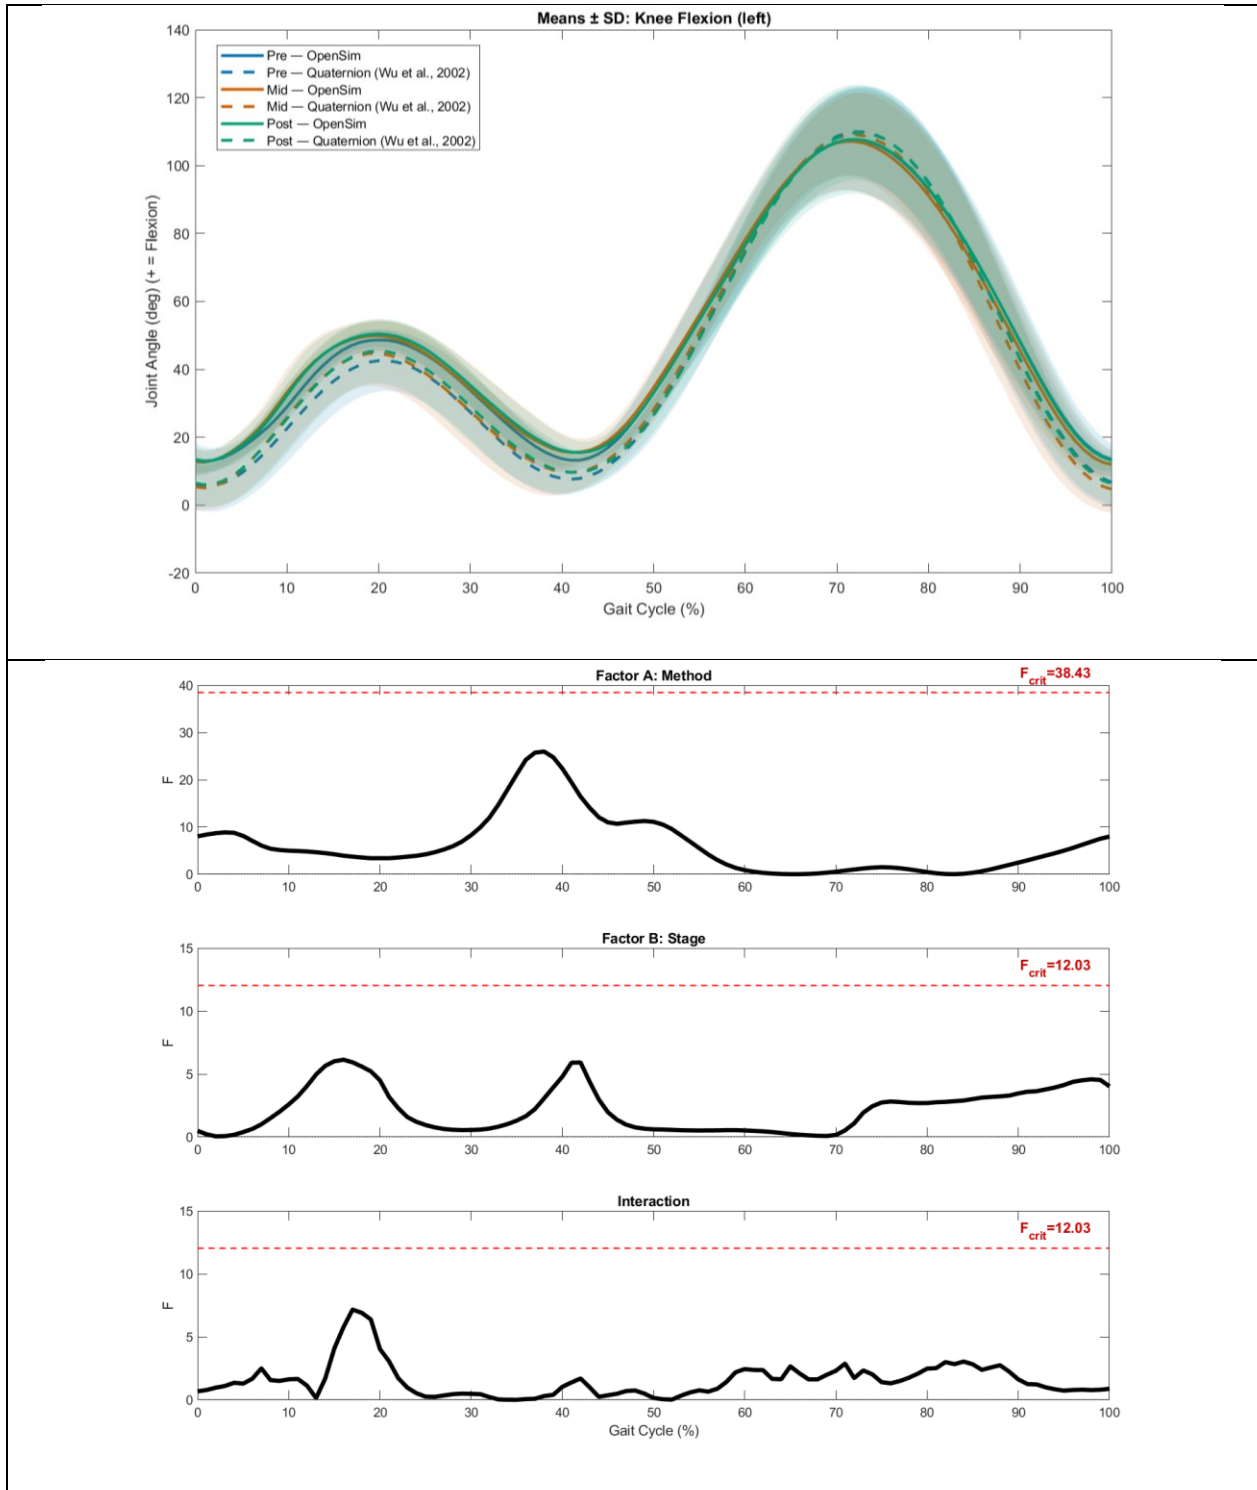 Means ± SD: Knee Flexion (left)
140
120
100
80
60
40
20
0
-20
Joint Angle (deg) (+ = Flexion)
Pre — OpenSim
Pre — Quaternion (Wu et al., 2002)
Mid — OpenSim
Mid — Quaternion (Wu et al., 2002)
Post — OpenSim
Post — Quaternion (Wu et al., 2002)
0 10 20 30 40 50 60 70 80 90 100
Gait Cycle (%)
Factor A: Method
F_crit=38.43
40
30
20
10
0
F
0 10 20 30 40 50 60 70 80 90 100
Factor B: Stage
F_crit=12.03
15
10
5
0
F
0 10 20 30 40 50 60 70 80 90 100
Interaction
F_crit=12.03
15
10
5
0
F
0 10 20 30 40 50 60 70 80 90 100
Gait Cycle (%)